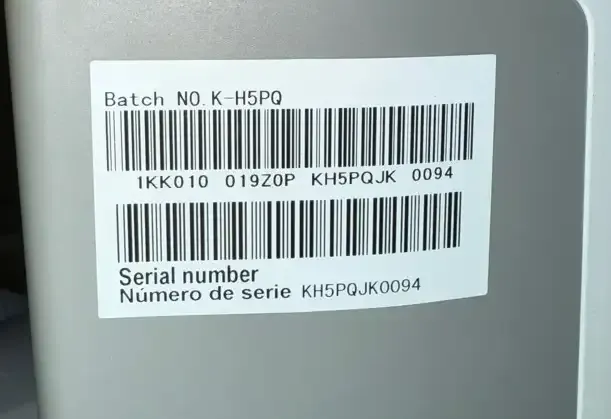 Batch NO. K-H5PQ
1KK010 019Z0P KH5PQJK 0094
Serial number
Número de serie KH5PQJK0094